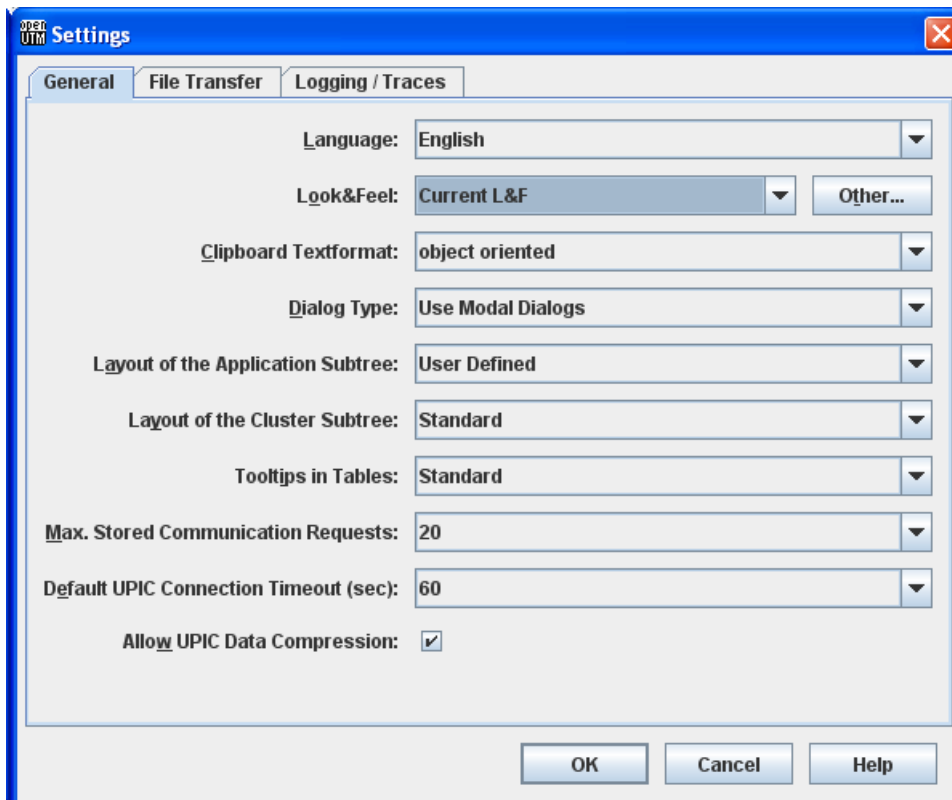 open UTM Settings
General File Transfer Logging / Traces
Language: English
Look&Feel: Current L&F Other...
Clipboard Textformat: object oriented
Dialog Type: Use Modal Dialogs
Layout of the Application Subtree: User Defined
Layout of the Cluster Subtree: Standard
Tooltips in Tables: Standard
Max. Stored Communication Requests: 20
Default UPIC Connection Timeout (sec): 60
Allow UPIC Data Compression:
OK Cancel Help